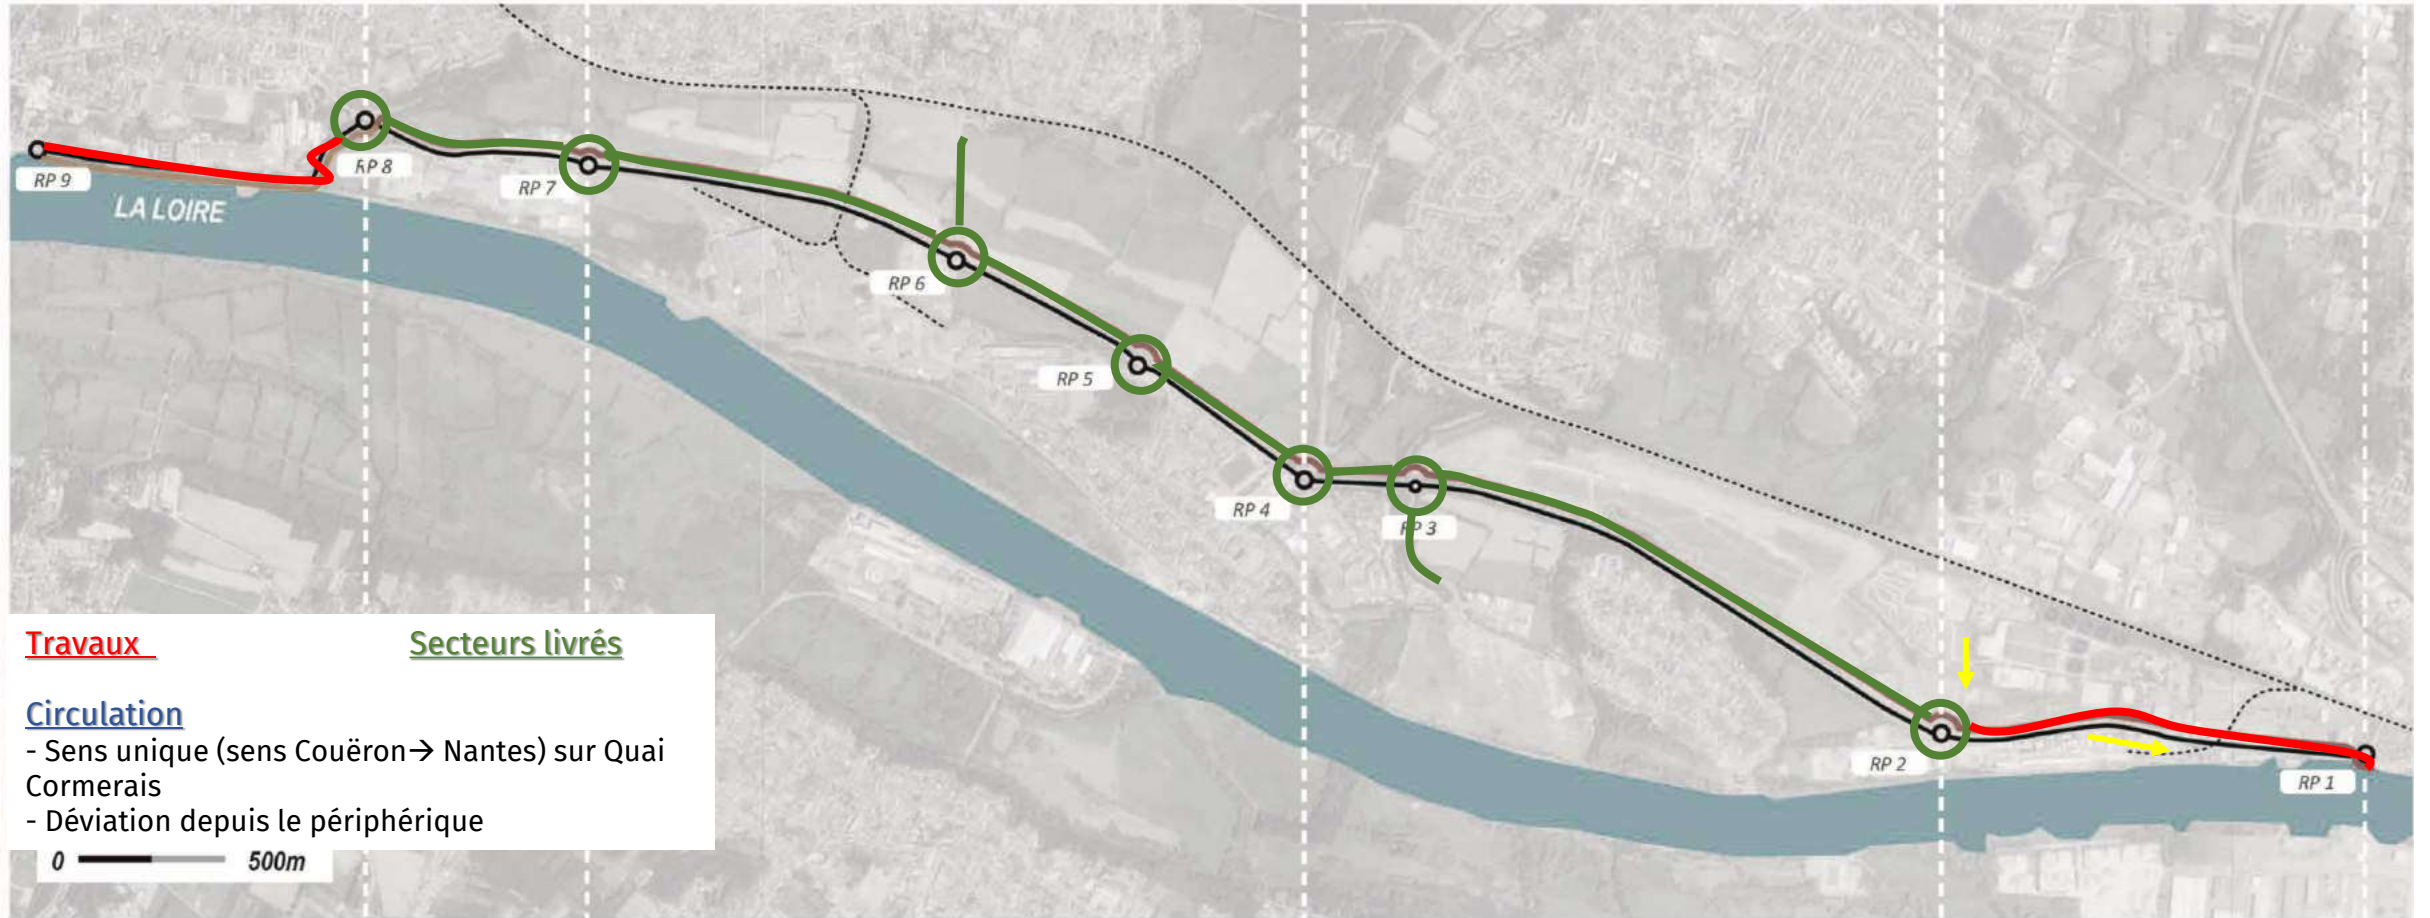 RP 9
RP 8
RP 7
LA LOIRE
RP 6
RP 5
RP 4
RP 3
RP 2
RP 1
Travaux
Secteurs livrés
Circulation
- Sens unique (sens Couëron→ Nantes) sur Quai
Cormerais
- Déviation depuis le périphérique
0 500m